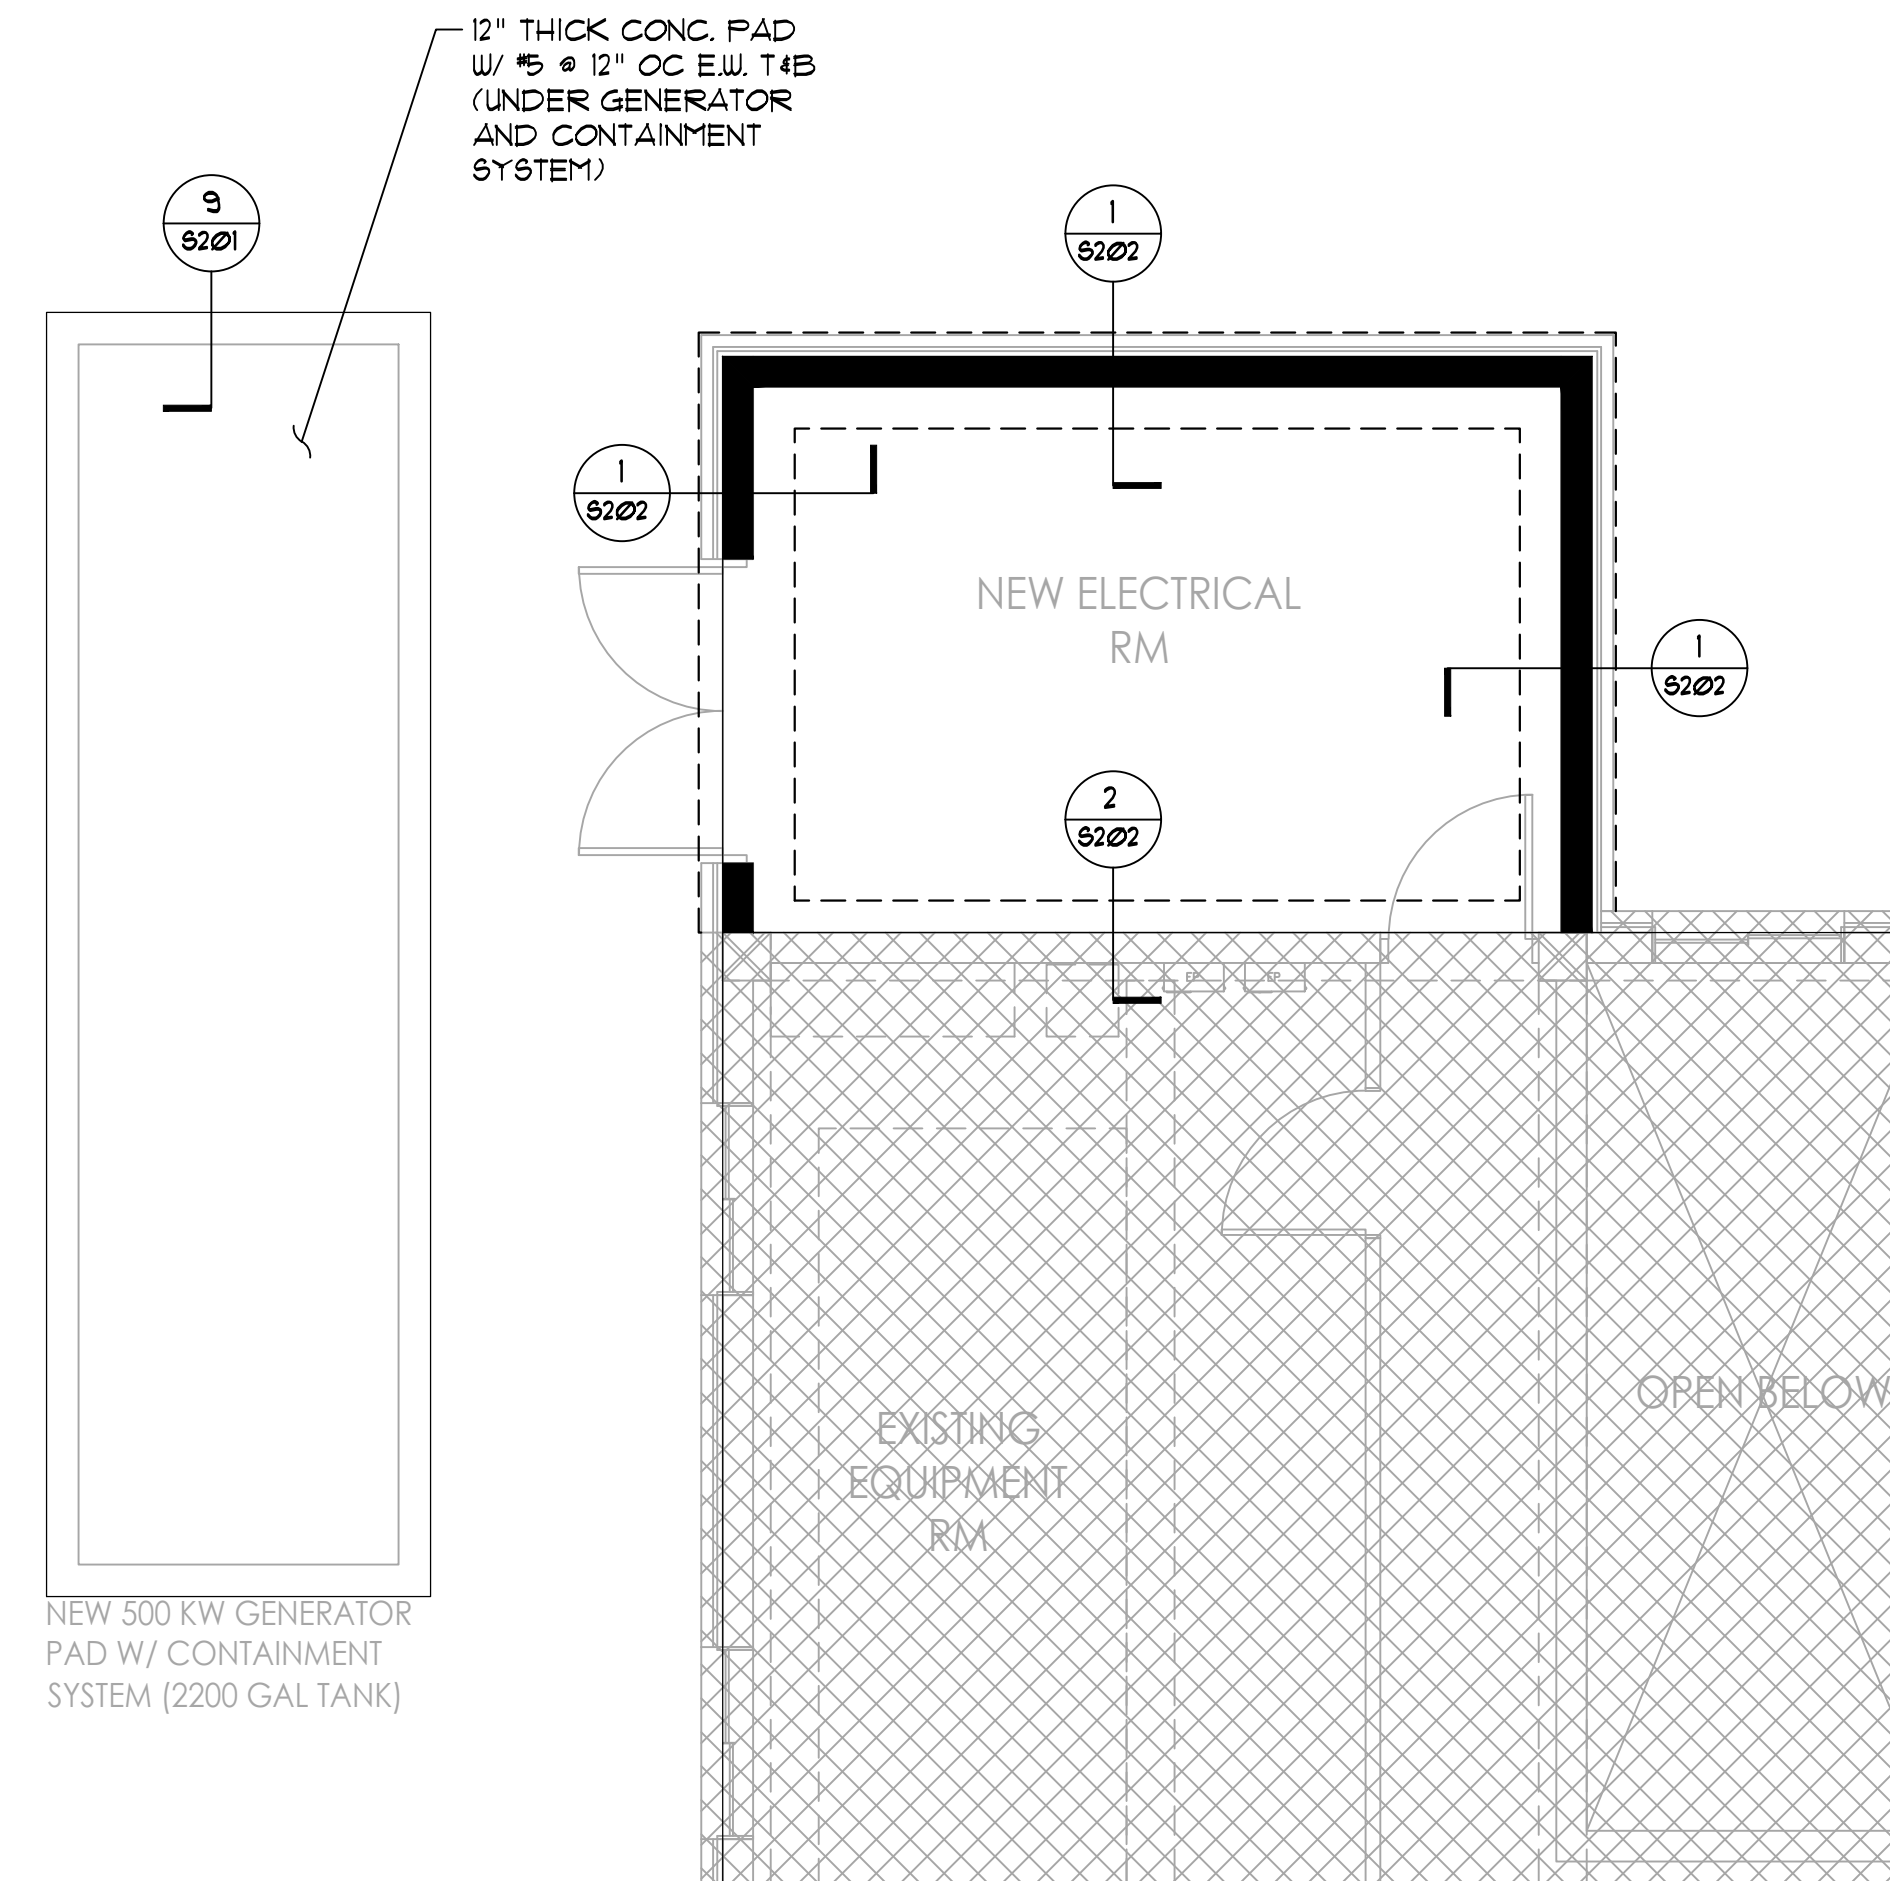 12" THICK CONC. PAD
W/ #5 @ 12" OC E.W. T&B
(UNDER GENERATOR
AND CONTAINMENT
SYSTEM)
9
S201
1
S202
1
S202
NEW ELECTRICAL
RM
1
S202
2
S202
EP EP
OPEN BELOW
EXISTING
EQUIPMENT
RM
NEW 500 KW GENERATOR
PAD W/ CONTAINMENT
SYSTEM (2200 GAL TANK)